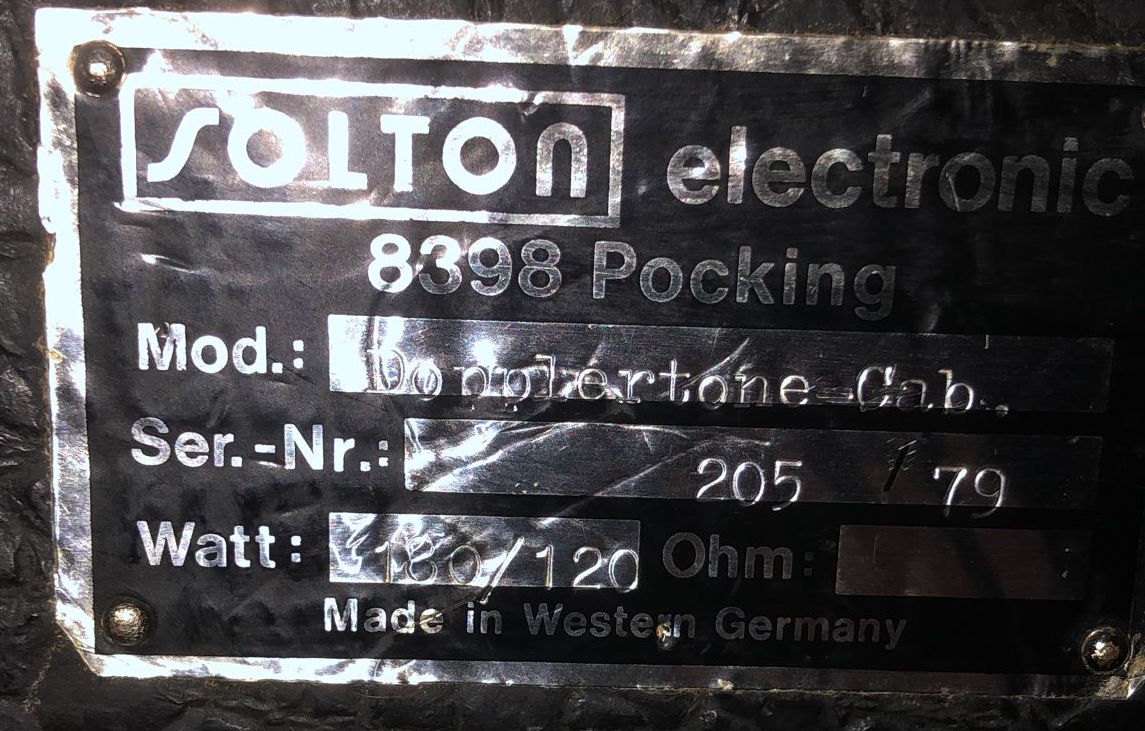 SOLTON electronic
8398 Pocking
Mod.: Dopplertone-Cab.
Ser.-Nr.: 205 / 79
Watt: 180/120 Ohm:
Made in Western Germany